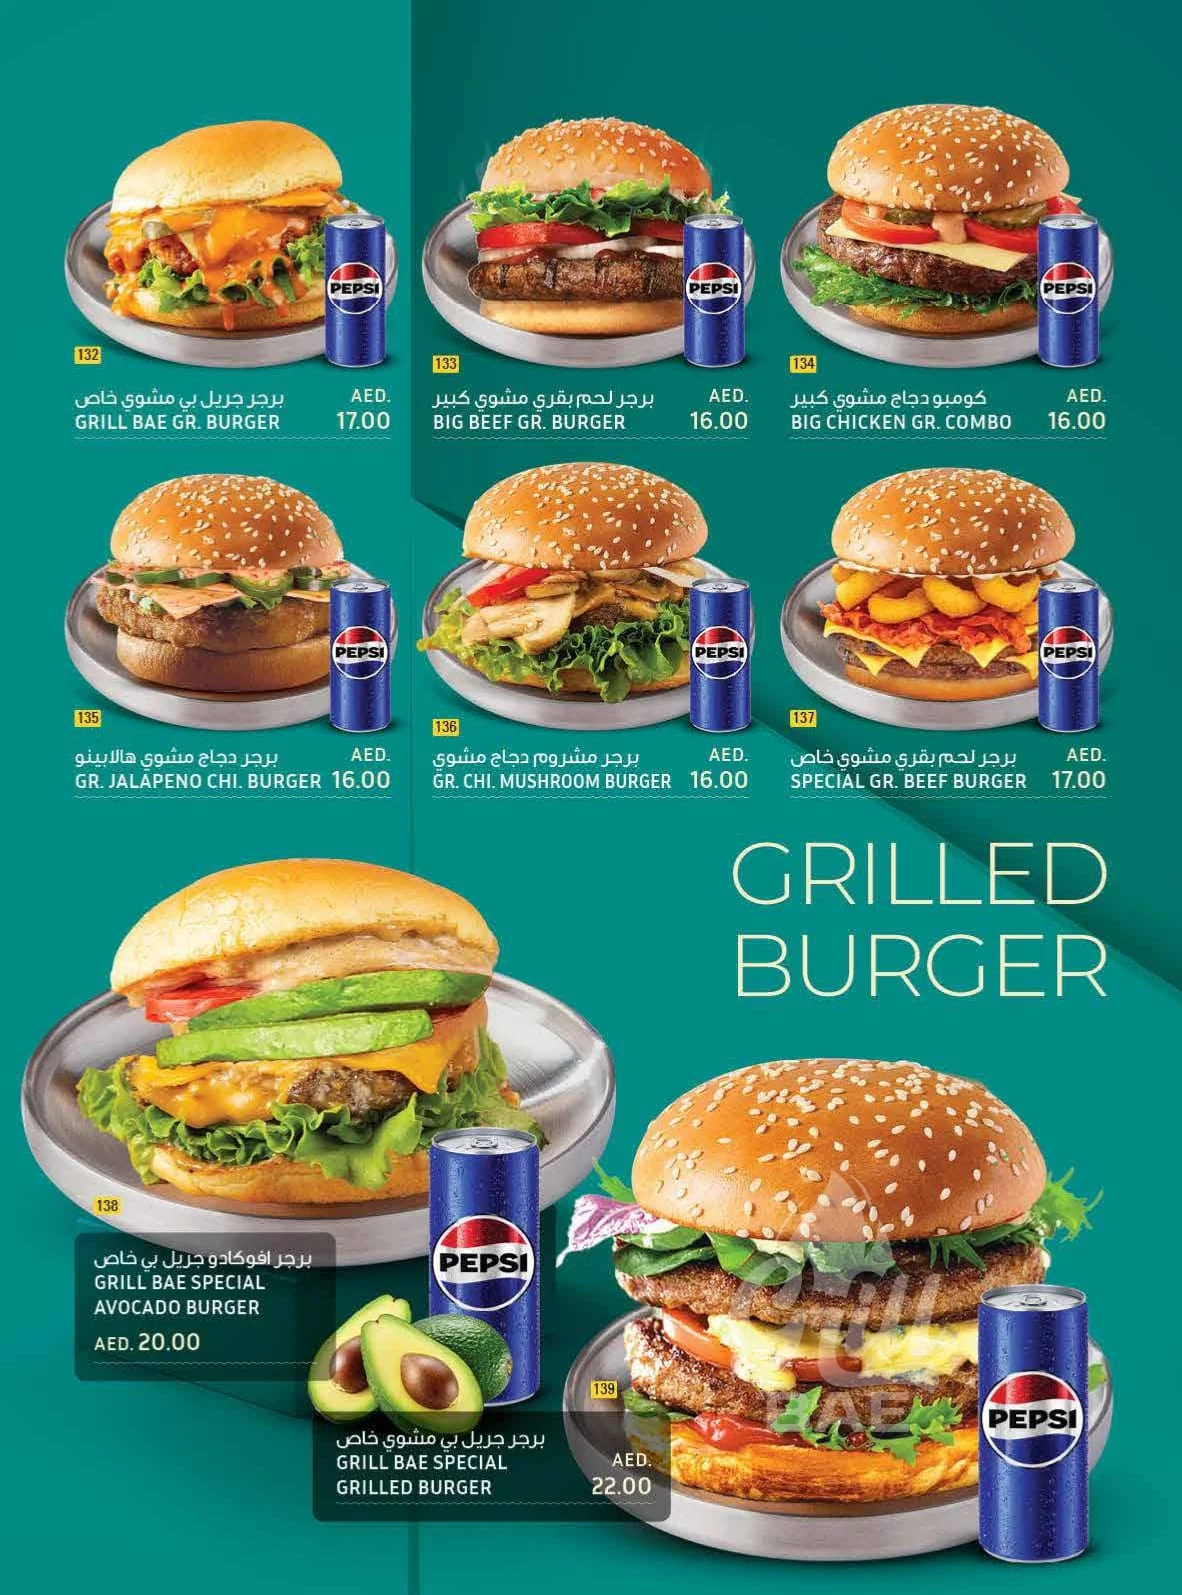 PEPSI
PEPSI
PEPSI
132
133
134
برجر جريل بي مشوي خاص
AED.
GRILL BAE GR. BURGER
17.00
برجر لحم بقري مشوي كبير
AED.
BIG BEEF GR. BURGER
16.00
كومبو دجاج مشوي كبير
AED.
BIG CHICKEN GR. COMBO
16.00
PEPSI
PEPSI
PEPSI
135
136
137
برجر دجاج مشوي هالابينو
AED.
GR. JALAPENO CHI. BURGER
16.00
برجر مشروم دجاج مشوي
AED.
GR. CHI. MUSHROOM BURGER
16.00
برجر لحم بقري مشوي خاص
AED.
SPECIAL GR. BEEF BURGER
17.00
GRILLED
BURGER
138
برجر افوكادو جريل بي خاص
GRILL BAE SPECIAL
AVOCADO BURGER
AED. 20.00
PEPSI
139
برجر جريل بي مشوي خاص
GRILL BAE SPECIAL
GRILLED BURGER
AED.
22.00
Grill
BAE
PEPSI